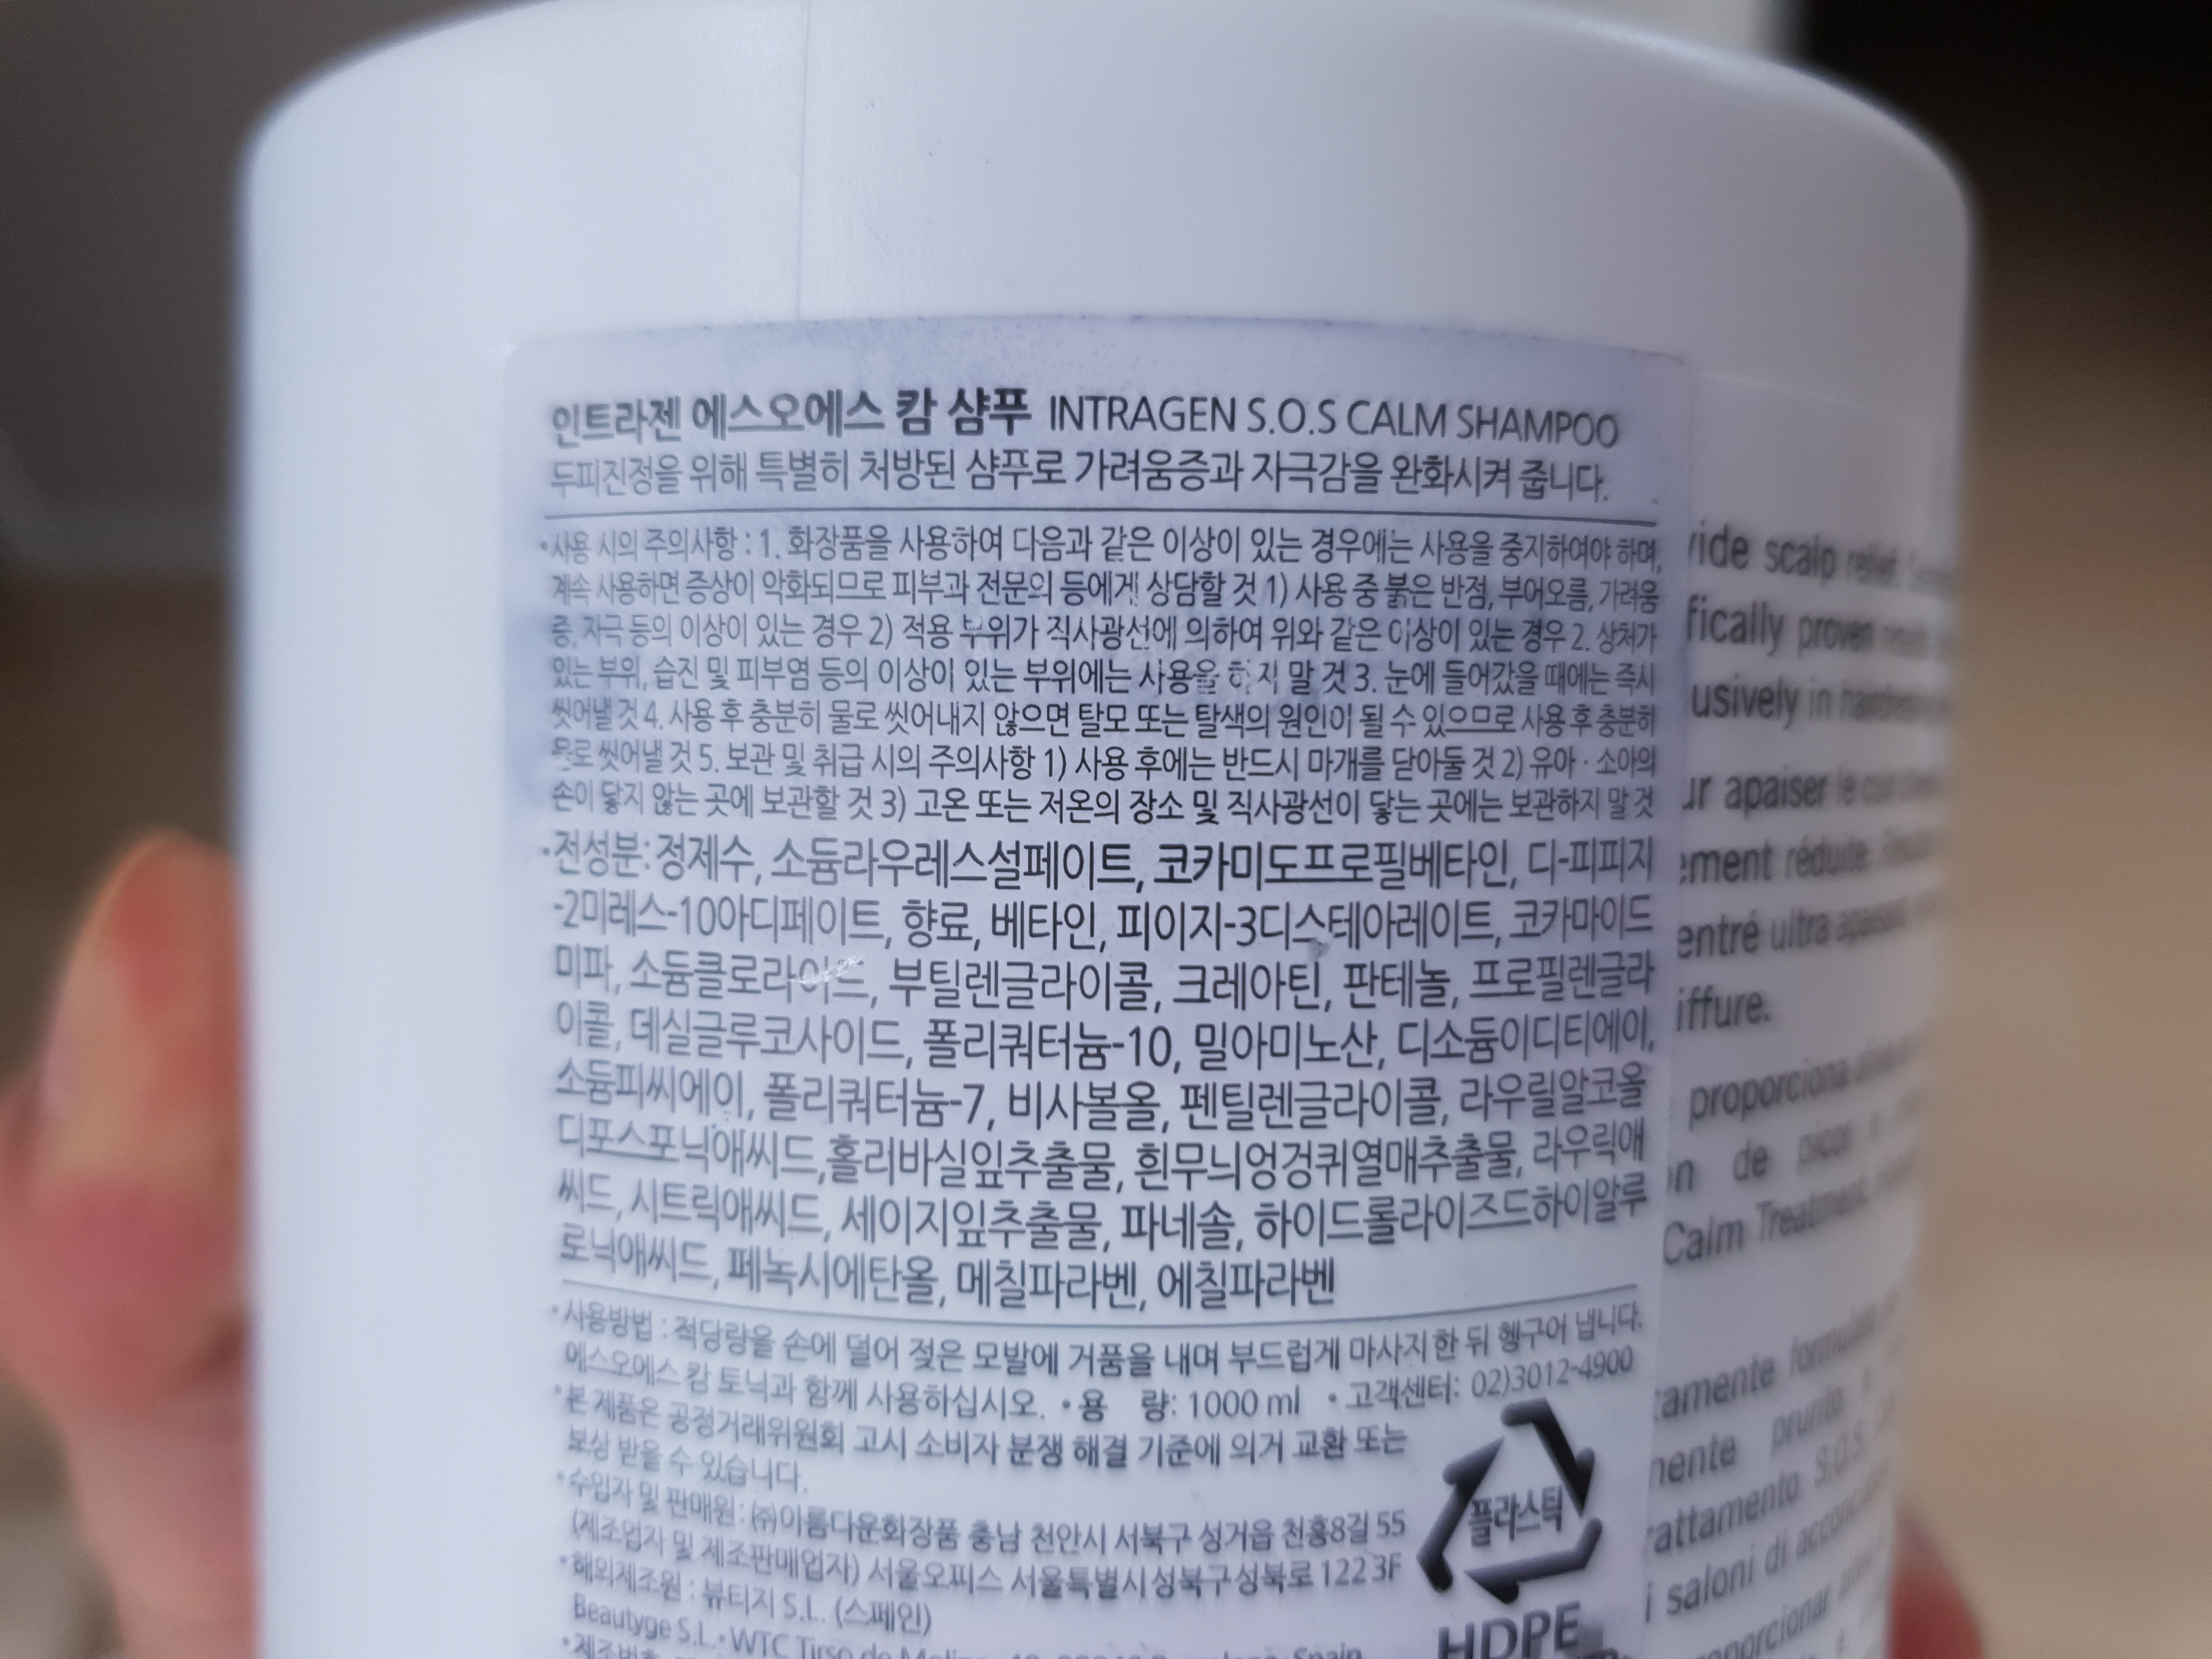 인트라젠 에스오에스 캄 샴푸 INTRAGEN S.O.S CALM SHAMPOO
두피진정을 위해 특별히 처방된 샴푸로 가려움증과 자극감을 완화시켜 줍니다.
•사용 시의 주의사항 : 1. 화장품을 사용하여 다음과 같은 이상이 있는 경우에는 사용을 중지하여야 하며,
계속 사용하면 증상이 악화되므로 피부과 전문의 등에게 상담할 것 1) 사용 중 붉은 반점, 부어오름, 가려움
증, 자극 등의 이상이 있는 경우 2) 적용 부위가 직사광선에 의하여 위와 같은 이상이 있는 경우 2. 상처가
있는 부위, 습진 및 피부염 등의 이상이 있는 부위에는 사용을 하지 말 것 3. 눈에 들어갔을 때에는 즉시
씻어낼 것 4. 사용 후 충분히 물로 씻어내지 않으면 탈모 또는 탈색의 원인이 될 수 있으므로 사용 후 충분히
물로 씻어낼 것 5. 보관 및 취급 시의 주의사항 1) 사용 후에는 반드시 마개를 닫아둘 것 2) 유아 · 소아의
손이 닿지 않는 곳에 보관할 것 3) 고온 또는 저온의 장소 및 직사광선이 닿는 곳에는 보관하지 말 것
•전성분: 정제수, 소듐라우레스설페이트, 코카미도프로필베타인, 디-피피지
-2미레스-10아디페이트, 향료, 베타인, 피이지-3디스테아레이트, 코카마이드
미파, 소듐클로라이드, 부틸렌글라이콜, 크레아틴, 판테놀, 프로필렌글라
이콜, 데실글루코사이드, 폴리쿼터늄-10, 밀아미노산, 디소듐이디티에이,
소듐피씨에이, 폴리쿼터늄-7, 비사볼올, 펜틸렌글라이콜, 라우릴알코올
디포스포닉애씨드,홀리바실잎추출물, 흰무늬엉겅퀴열매추출물, 라우릭애
씨드, 시트릭애씨드, 세이지잎추출물, 파네솔, 하이드롤라이즈드하이알루
로닉애씨드, 페녹시에탄올, 메칠파라벤, 에칠파라벤
•사용방법 : 적당량을 손에 덜어 젖은 모발에 거품을 내며 부드럽게 마사지 한 뒤 헹구어 냅니다.
에스오에스 캄 토닉과 함께 사용하십시오. •용 량: 1000 ml •고객센터: 02)3012-4900
•본 제품은 공정거래위원회 고시 소비자 분쟁 해결 기준에 의거 교환 또는
보상 받을 수 있습니다.
•수입자 및 판매원 : ㈜아름다운화장품 충남 천안시 서북구 성거읍 천흥8길 55
(제조업자 및 제조판매업자) 서울오피스 서울특별시 성북구 성북로 122 3F
•해외제조원 : 뷰티지 S.L. (스페인)
Beautyge S.L. • WTC Tirso de
•제조번호
플라스틱
HDPE
vide scalp relief.
fically proven
usively in
ur apaiser le cuir
ement réduite.
entré ultra
iffure.
proporciona
n de picor
Calm Treatment,
tamente
mente prurito
rattamento S.O.S.
i saloni di
proporcionar